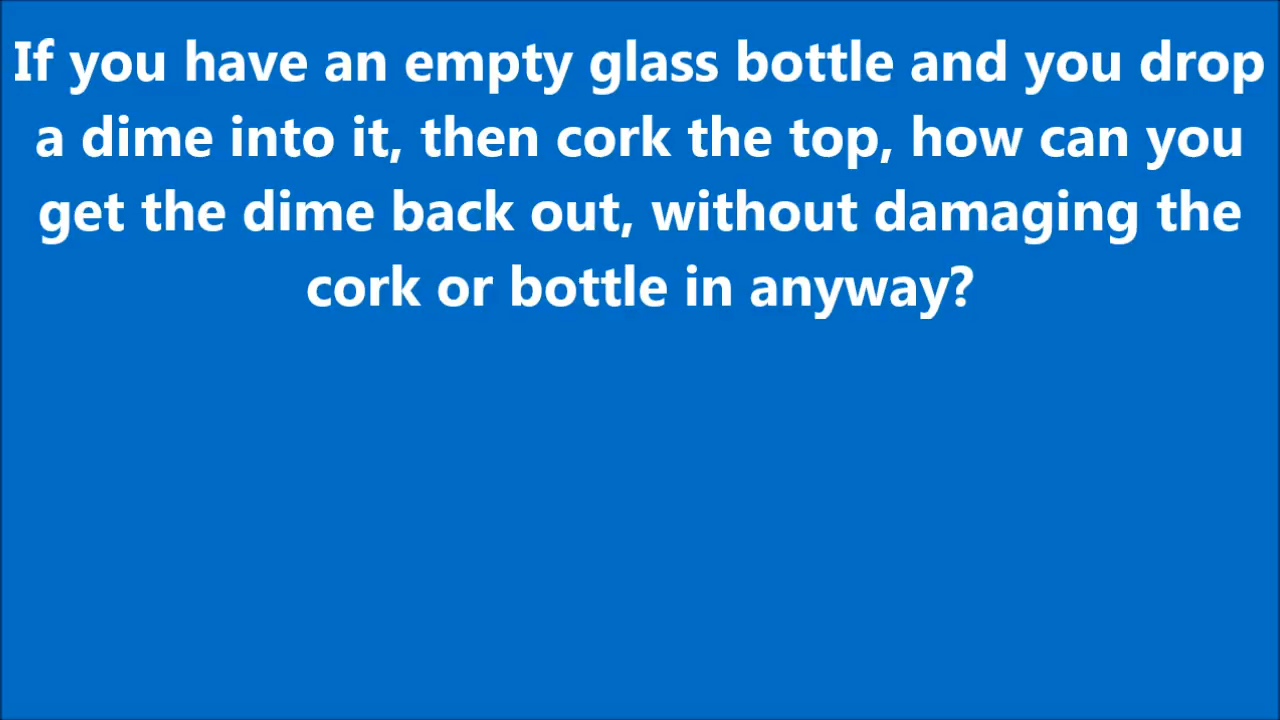 If you have an empty glass bottle and you drop
a dime into it, then cork the top, how can you
get the dime back out, without damaging the
cork or bottle in anyway?